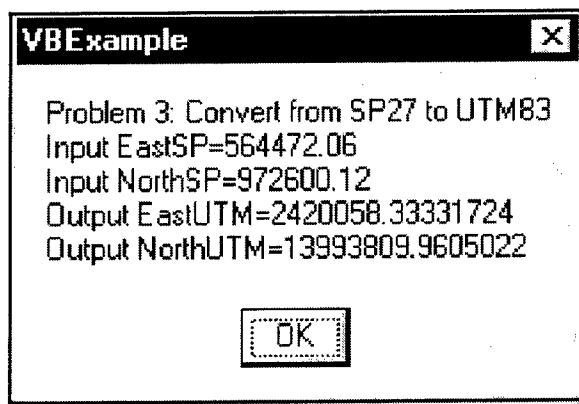 VBExample
Problem 3: Convert from SP27 to UTM83
Input EastSP=564472.06
Input NorthSP=972600.12
Output EastUTM=2420058.33331724
Output NorthUTM=13993809.9605022
OK